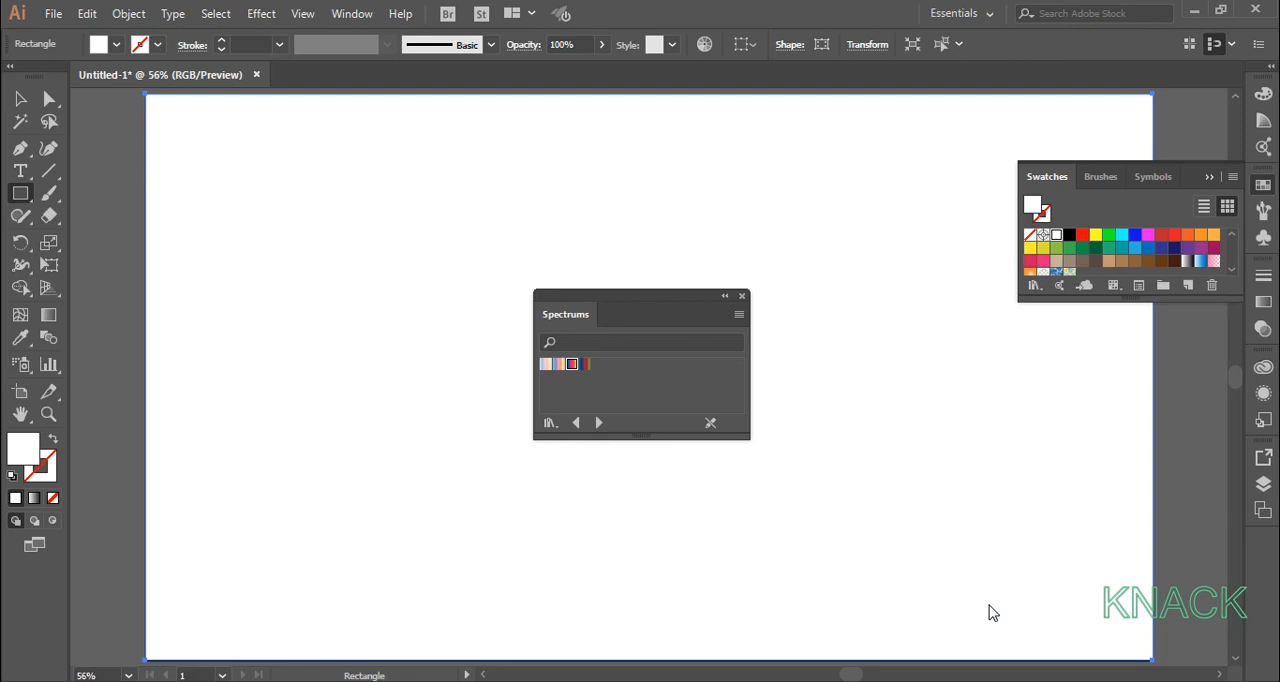 Ai File Edit Object Type Select Effect View Window Help Br St Essentials Search Adobe Stock
Rectangle Stroke: Basic Opacity: 100% Style: Shape: Transform
Untitled-1* @ 56% (RGB/Preview)
Swatches Brushes Symbols
Spectrums
KNACK
56% 1 Rectangle